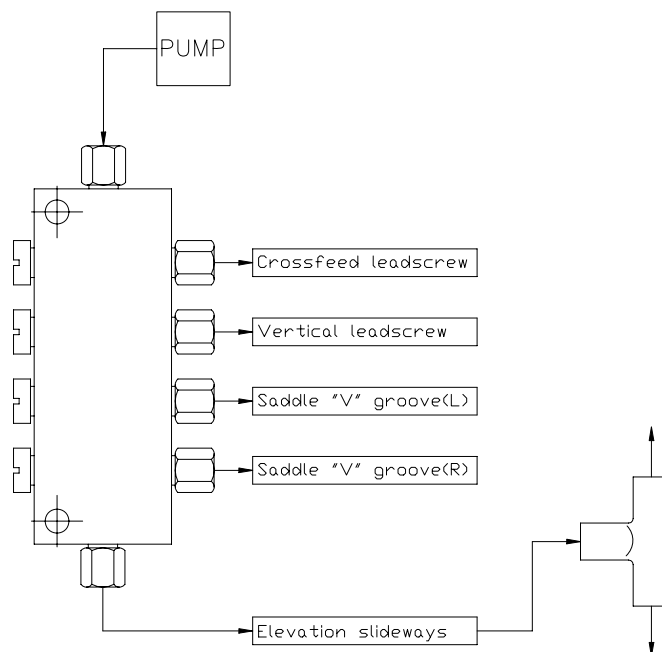 PUMP
Crossfeed leadscrew
Vertical leadscrew
Saddle "V" groove(L)
Saddle "V" groove(R)
Elevation slideways